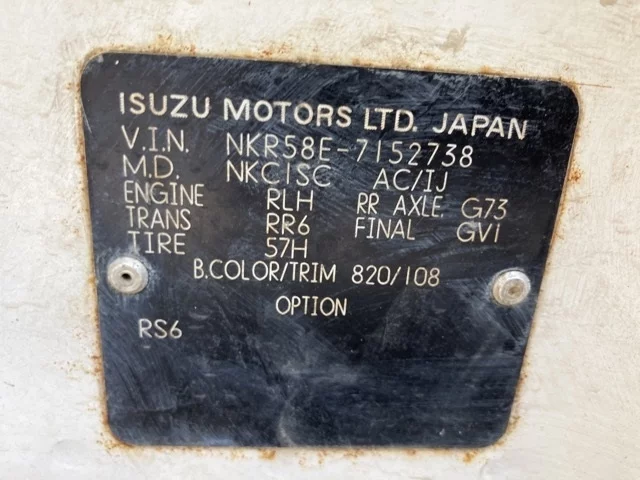 ISUZU MOTORS LTD. JAPAN
V.I.N. NKR58E-7152738
M.D. NKC1SC AC/IJ
ENGINE RLH RR AXLE. G73
TRANS RR6 FINAL GV1
TIRE 57H
B.COLOR/TRIM 820/108
OPTION
RS6